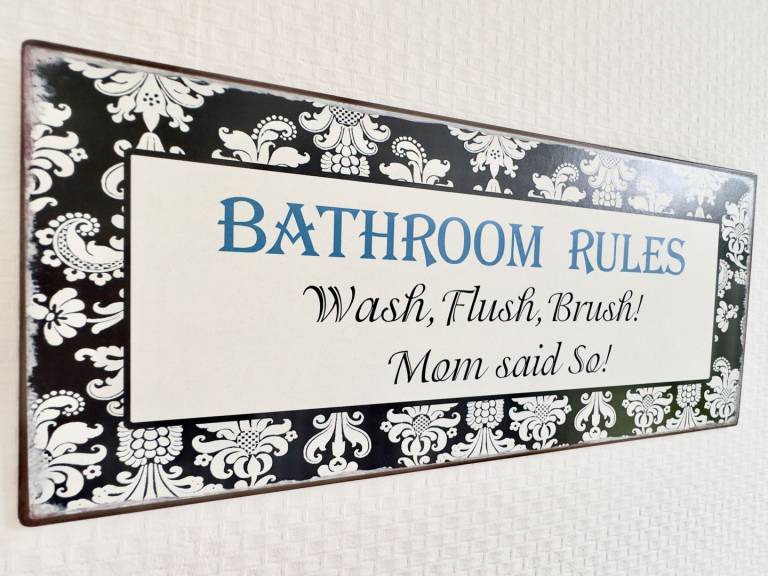 BATHROOM RULES
Wash, Flush, Brush!
Mom said So!